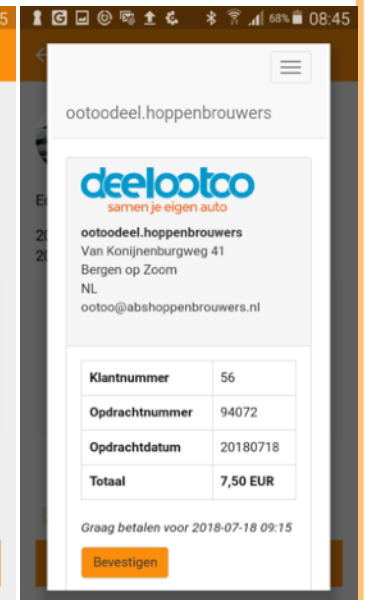 68% 08:45
ootoodeel.hoppenbrouwers
deelootoo
samen je eigen
auto
ootoodeel.hoppenbrouwers
Van Konijnenburgweg 41
Bergen op Zoom
NL
ootoo@abshoppenbrouwers.nl
Klantnummer 56
Opdrachtnummer 94072
Opdrachtdatum 20180718
Totaal 7,50 EUR
Graag betalen voor 2018-07-18 09:15
Bevestigen